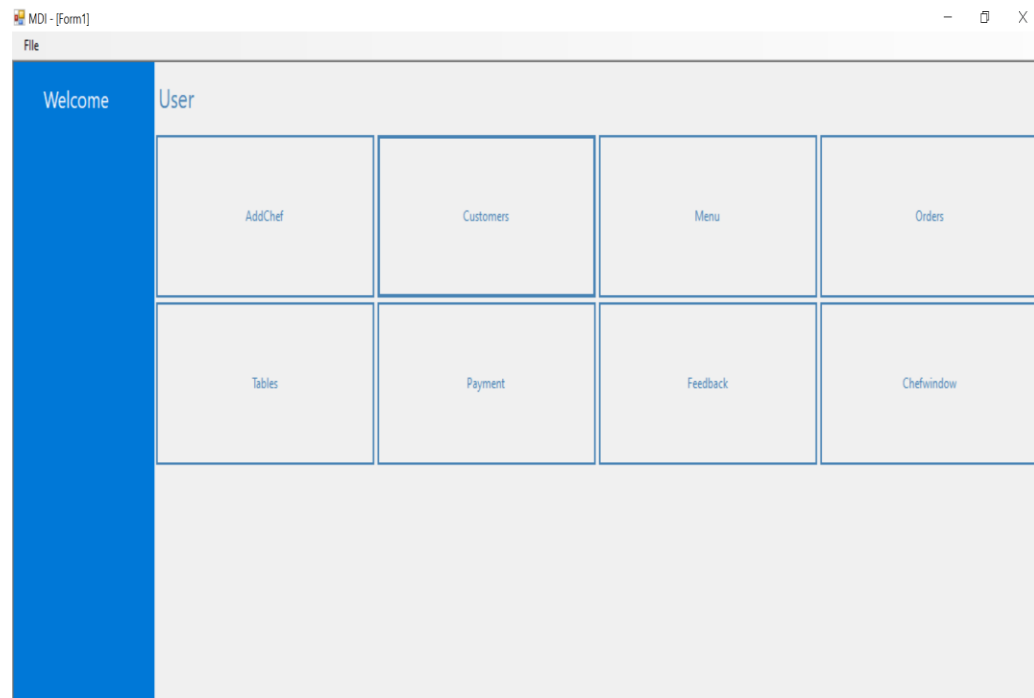 MDI - [Form1]
FIle
Welcome
User
AddChef Customers Menu Orders
Tables Payment Feedback Chefwindow